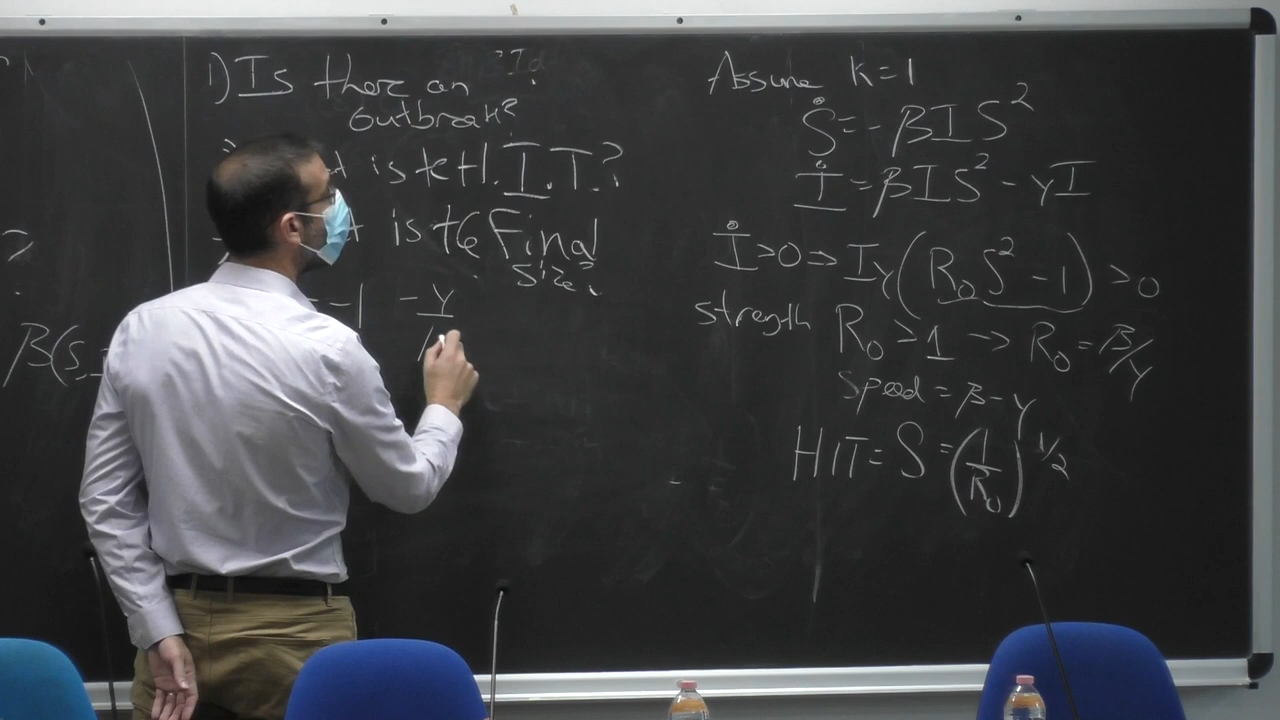 1) Is there an
outbreak?
is the H.I.T.?
is the Final
size?
= -1 -γ
β(S,I
Assume k=1
Ṡ = -βIS²
İ = βIS² - γI
İ>0 ⇒ Iγ(R₀S² - 1) > 0
strength R₀ > 1 → R₀ = β/γ
speed = β-γ
HIT = S = (1/R₀)^1/2